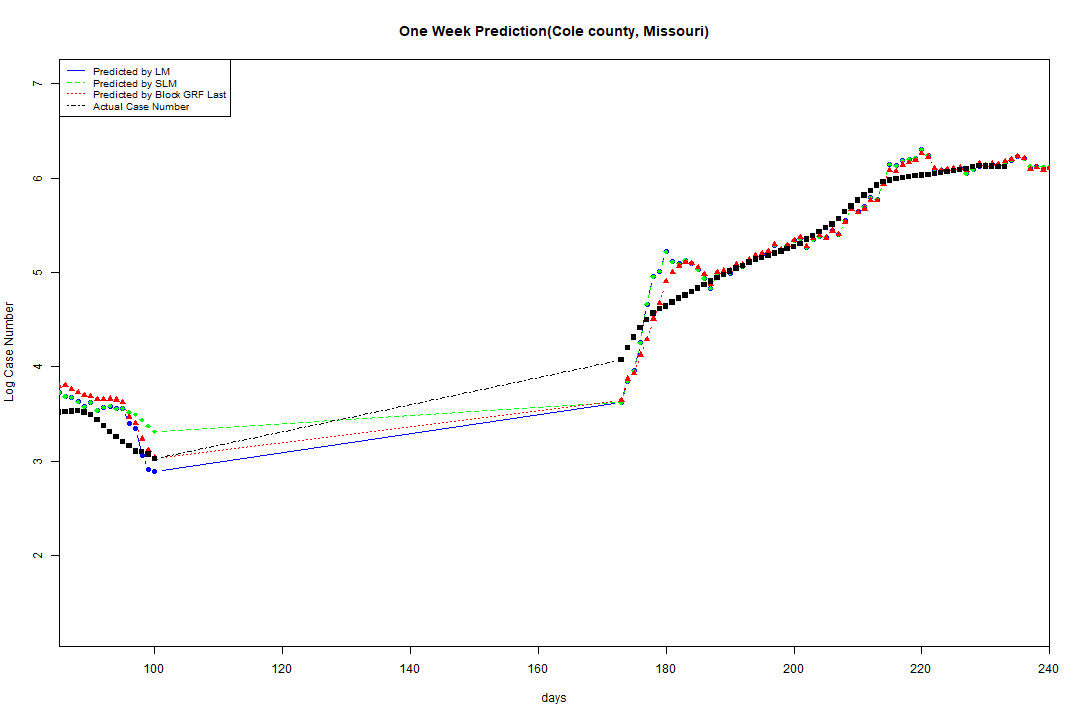 One Week Prediction(Cole county, Missouri)
Predicted by LM
Predicted by SLM
Predicted by Block GRF Last
Actual Case Number
7
6
5
4
3
2
Log Case Number
100 120 140 160 180 200 220 240
days